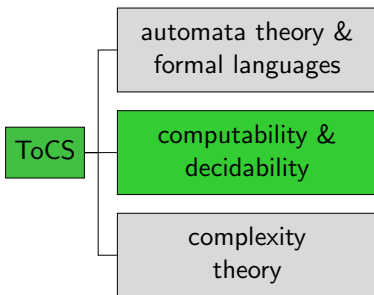 automata theory &
formal languages
ToCS
computability &
decidability
complexity
theory